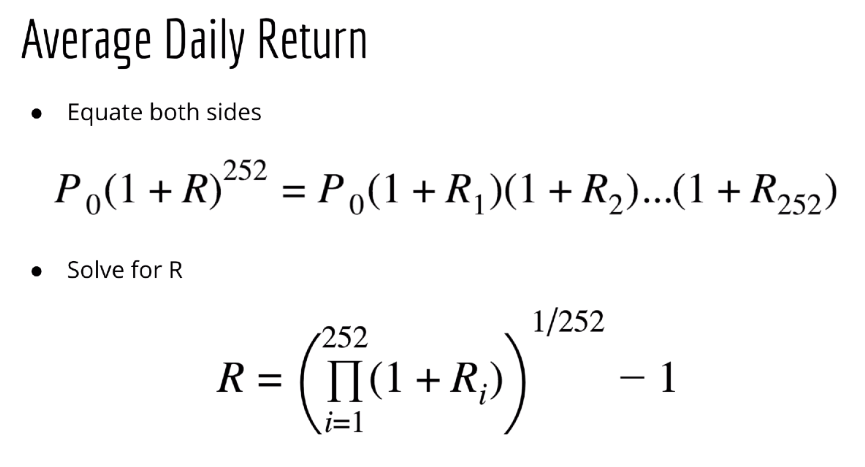 Average Daily Return
● Equate both sides
P₀(1 + R)²⁵² = P₀(1 + R₁)(1 + R₂)...(1 + R₂₅₂)
● Solve for R
R = (∏_{i=1}^{252}(1 + Rᵢ))^{1/252} − 1